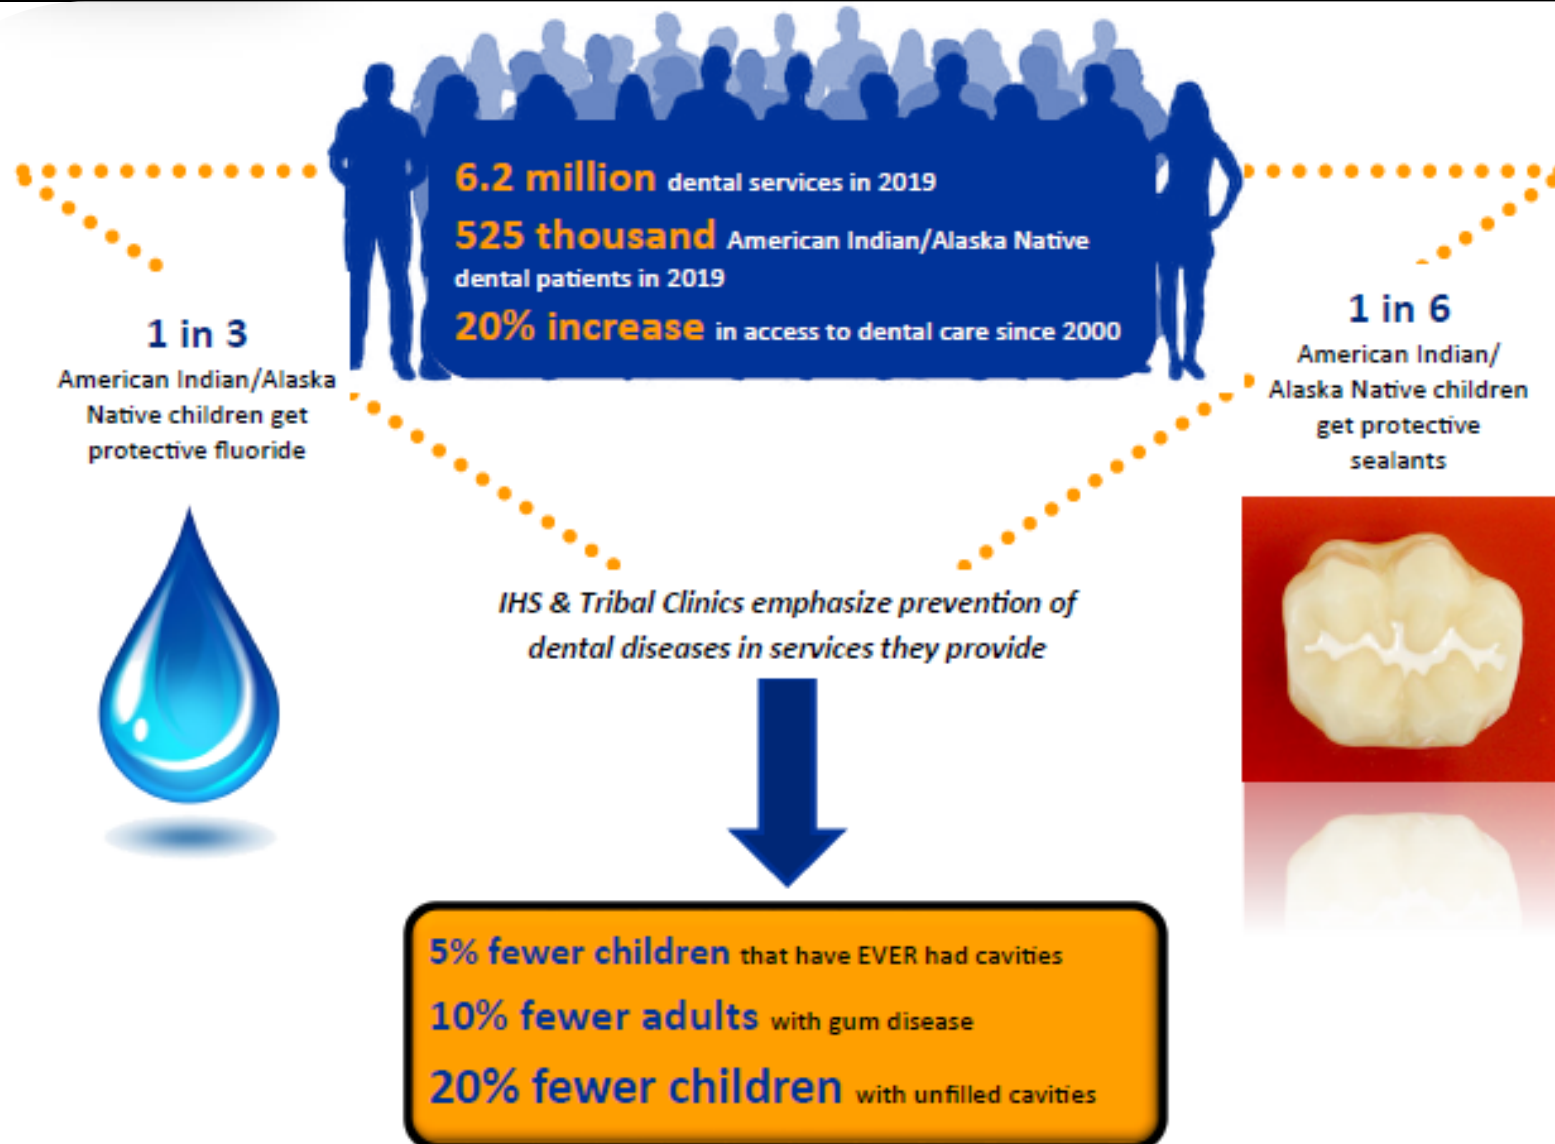 6.2 million dental services in 2019
525 thousand American Indian/Alaska Native
dental patients in 2019
20% increase in access to dental care since 2000
1 in 3
American Indian/Alaska
Native children get
protective fluoride
1 in 6
American Indian/
Alaska Native children
get protective
sealants
IHS & Tribal Clinics emphasize prevention of
dental diseases in services they provide
5% fewer children that have EVER had cavities
10% fewer adults with gum disease
20% fewer children with unfilled cavities